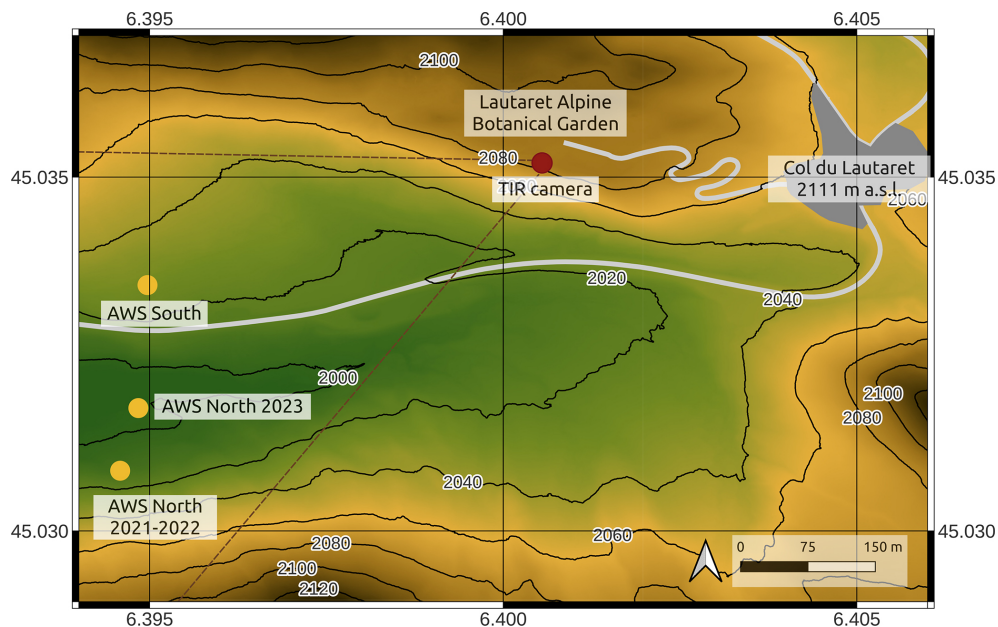 6.395 6.400 6.405
2100
Lautaret Alpine
Botanical Garden
2080
Col du Lautaret
2111 m a.s.l.
45.035 45.035
TIR camera
2060
2020
2040
AWS South
2000
2100
AWS North 2023
2080
2040
AWS North
2021-2022
45.030 45.030
2060
2080
0 75 150 m
2100
2120
6.395 6.400 6.405